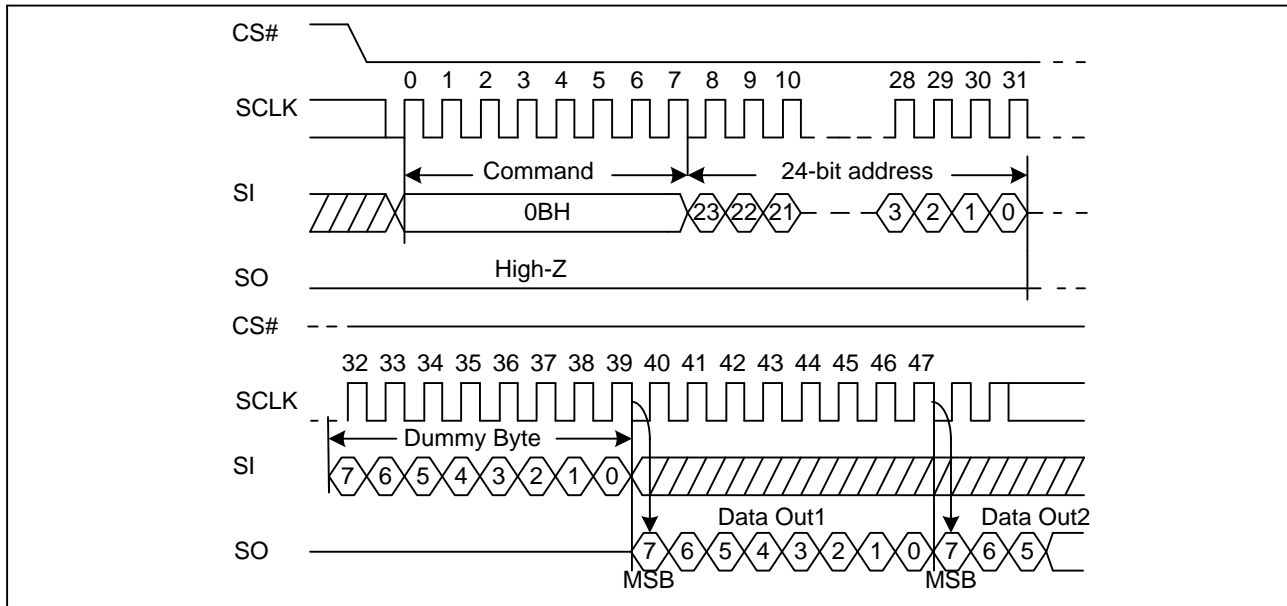 CS#
0 1 2 3 4 5 6 7 8 9 10 28 29 30 31
SCLK
Command 24-bit address
SI
0BH 23 22 21 3 2 1 0
High-Z
SO
CS#
32 33 34 35 36 37 38 39 40 41 42 43 44 45 46 47
SCLK
Dummy Byte
SI
7 6 5 4 3 2 1 0
Data Out1 Data Out2
SO
7 6 5 4 3 2 1 0 7 6 5
MSB MSB